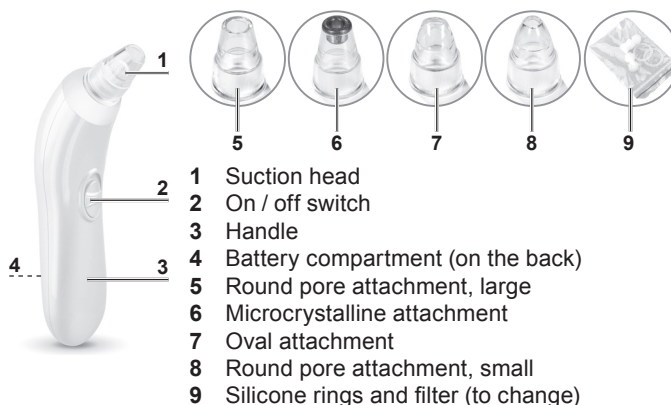 1
5 6 7 8 9
2
4
3
1 Suction head
2 On / off switch
3 Handle
4 Battery compartment (on the back)
5 Round pore attachment, large
6 Microcrystalline attachment
7 Oval attachment
8 Round pore attachment, small
9 Silicone rings and filter (to change)